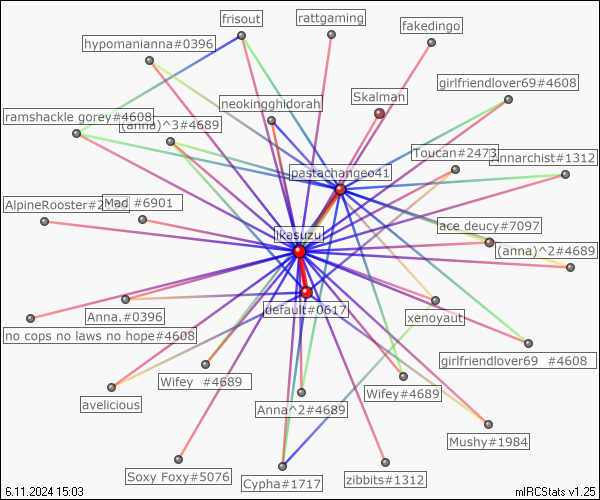 frisout
rattgaming
fakedingo
hypomanianna#0396
girlfriendlover69#4608
Skalman
neokingghidorah
ramshackle gorey#4608
(anna)^3#4689
Toucan#2473
Annarchist#1312
pastachangeo41
AlpineRooster#2
Mad #6901
ace deucy#7097
ikasuzu
(anna)^2#4689
default#0617
Anna.#0396
xenoyaut
no cops no laws no hope#4608
girlfriendlover69 #4608
Wifey #4689
Wifey#4689
avelicious
Anna^2#4689
Mushy#1984
Soxy Foxy#5076
Cypha#1717
zibbits#1312
6.11.2024 15:03
mIRCStats v1.25